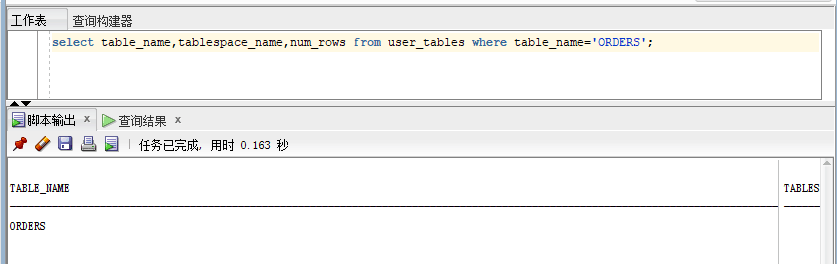 工作表 查询构建器
select table_name,tablespace_name,num_rows from user_tables where table_name='ORDERS';
脚本输出 x 查询结果 x
任务已完成, 用时 0.163 秒
TABLE_NAME TABLES
ORDERS